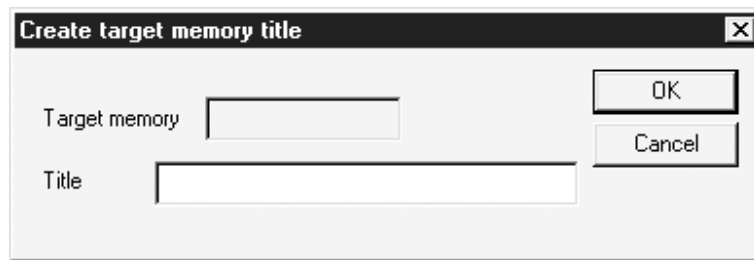 Create target memory title
OK
Target memory
Cancel
Title